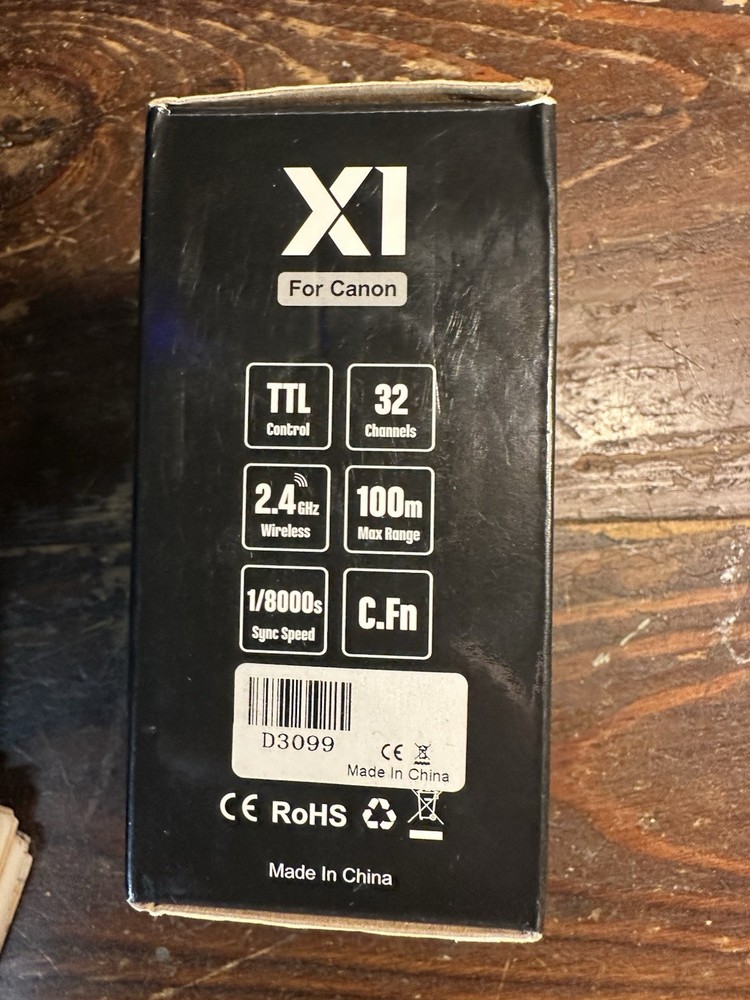 X1
For Canon
TTL
Control
32
Channels
2.4GHz
Wireless
100m
Max Range
1/8000s
Sync Speed
C.Fn
D3099
CE
Made In China
CE RoHS
Made In China